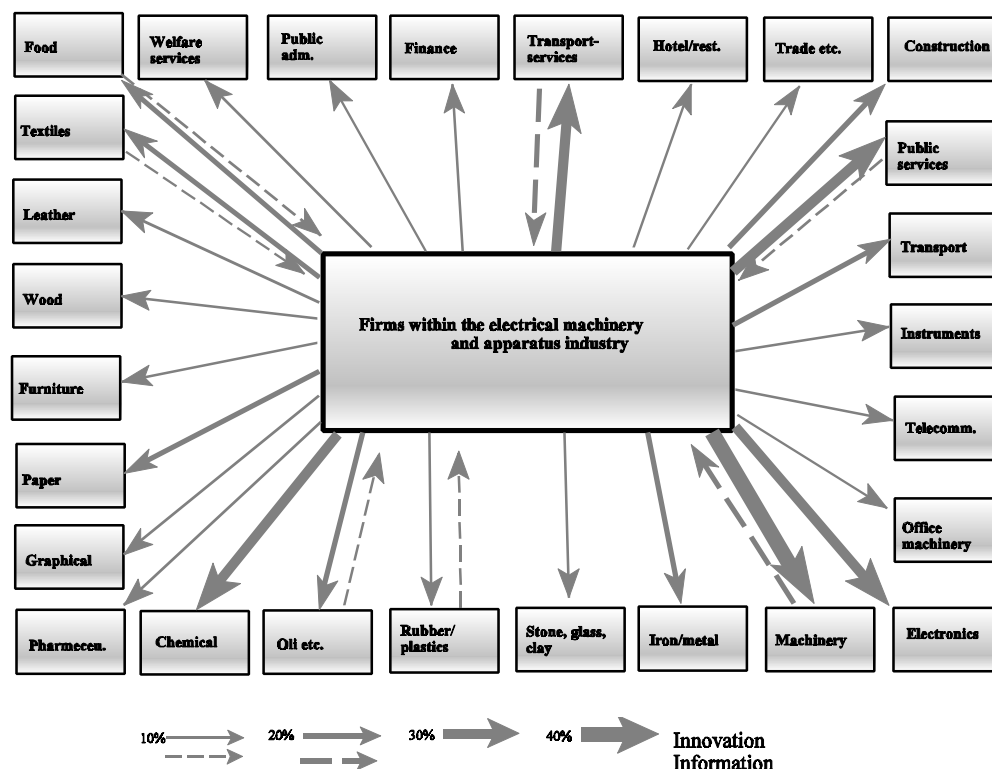 Food
Welfare
services
Public
adm.
Finance
Transport-
services
Hotel/rest.
Trade etc.
Construction
Textiles
Public
services
Leather
Transport
Wood
Firms within the electrical machinery
and apparatus industry
Instruments
Furniture
Telecomm.
Paper
Office
machinery
Graphical
Pharmeceu.
Chemical
Oli etc.
Rubber/
plastics
Stone, glass,
clay
Iron/metal
Machinery
Electronics
10%
20%
30%
40%
Innovation
Information